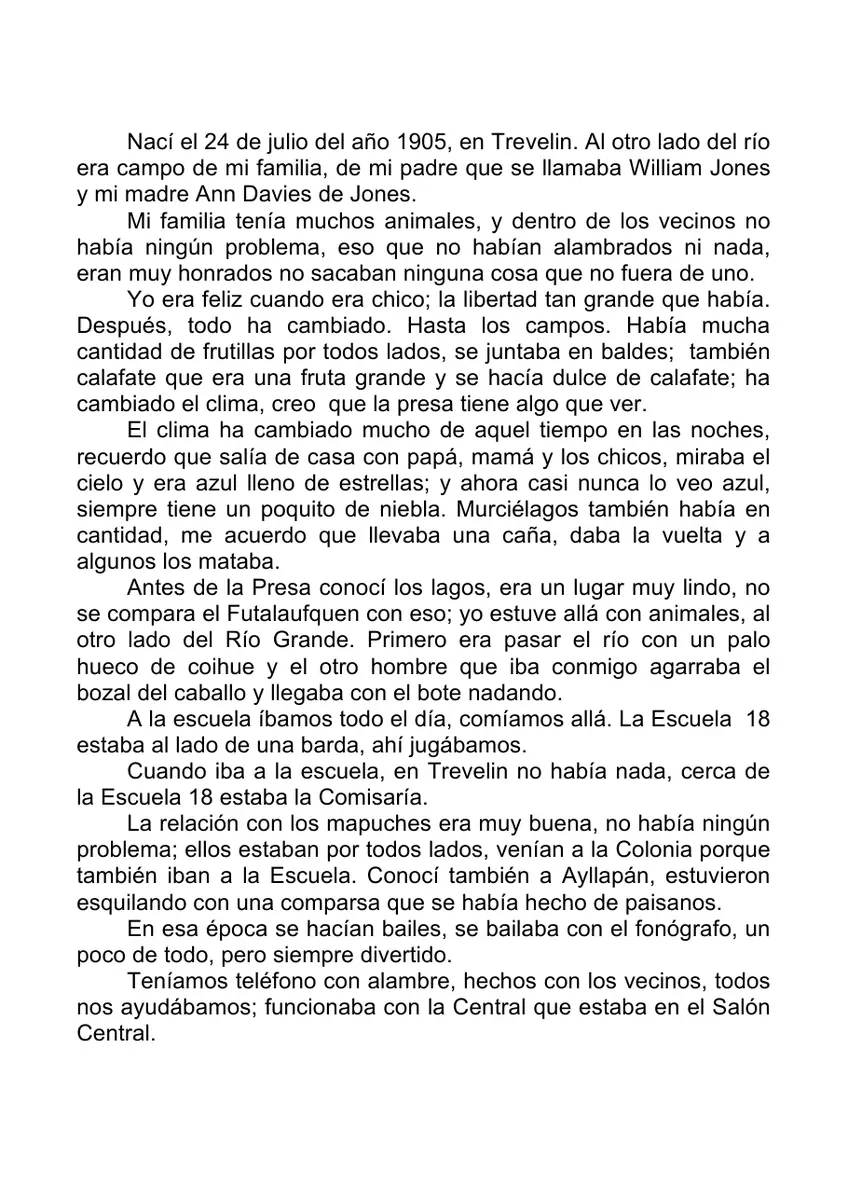 Nací el 24 de julio del año 1905, en Trevelin. Al otro lado del río
era campo de mi familia, de mi padre que se llamaba William Jones
y mi madre Ann Davies de Jones.
Mi familia tenía muchos animales, y dentro de los vecinos no
había ningún problema, eso que no habían alambrados ni nada,
eran muy honrados no sacaban ninguna cosa que no fuera de uno.
Yo era feliz cuando era chico; la libertad tan grande que había.
Después, todo ha cambiado. Hasta los campos. Había mucha
cantidad de frutillas por todos lados, se juntaba en baldes;  también
calafate que era una fruta grande y se hacía dulce de calafate; ha
cambiado el clima, creo  que la presa tiene algo que ver.
El clima ha cambiado mucho de aquel tiempo en las noches,
recuerdo que salía de casa con papá, mamá y los chicos, miraba el
cielo y era azul lleno de estrellas; y ahora casi nunca lo veo azul,
siempre tiene un poquito de niebla. Murciélagos también había en
cantidad, me acuerdo que llevaba una caña, daba la vuelta y a
algunos los mataba.
Antes de la Presa conocí los lagos, era un lugar muy lindo, no
se compara el Futalaufquen con eso; yo estuve allá con animales, al
otro lado del Río Grande. Primero era pasar el río con un palo
hueco de coihue y el otro hombre que iba conmigo agarraba el
bozal del caballo y llegaba con el bote nadando.
A la escuela íbamos todo el día, comíamos allá. La Escuela  18
estaba al lado de una barda, ahí jugábamos.
Cuando iba a la escuela, en Trevelin no había nada, cerca de
la Escuela 18 estaba la Comisaría.
La relación con los mapuches era muy buena, no había ningún
problema; ellos estaban por todos lados, venían a la Colonia porque
también iban a la Escuela. Conocí también a Ayllapán, estuvieron
esquilando con una comparsa que se había hecho de paisanos.
En esa época se hacían bailes, se bailaba con el fonógrafo, un
poco de todo, pero siempre divertido.
Teníamos teléfono con alambre, hechos con los vecinos, todos
nos ayudábamos; funcionaba con la Central que estaba en el Salón
Central.